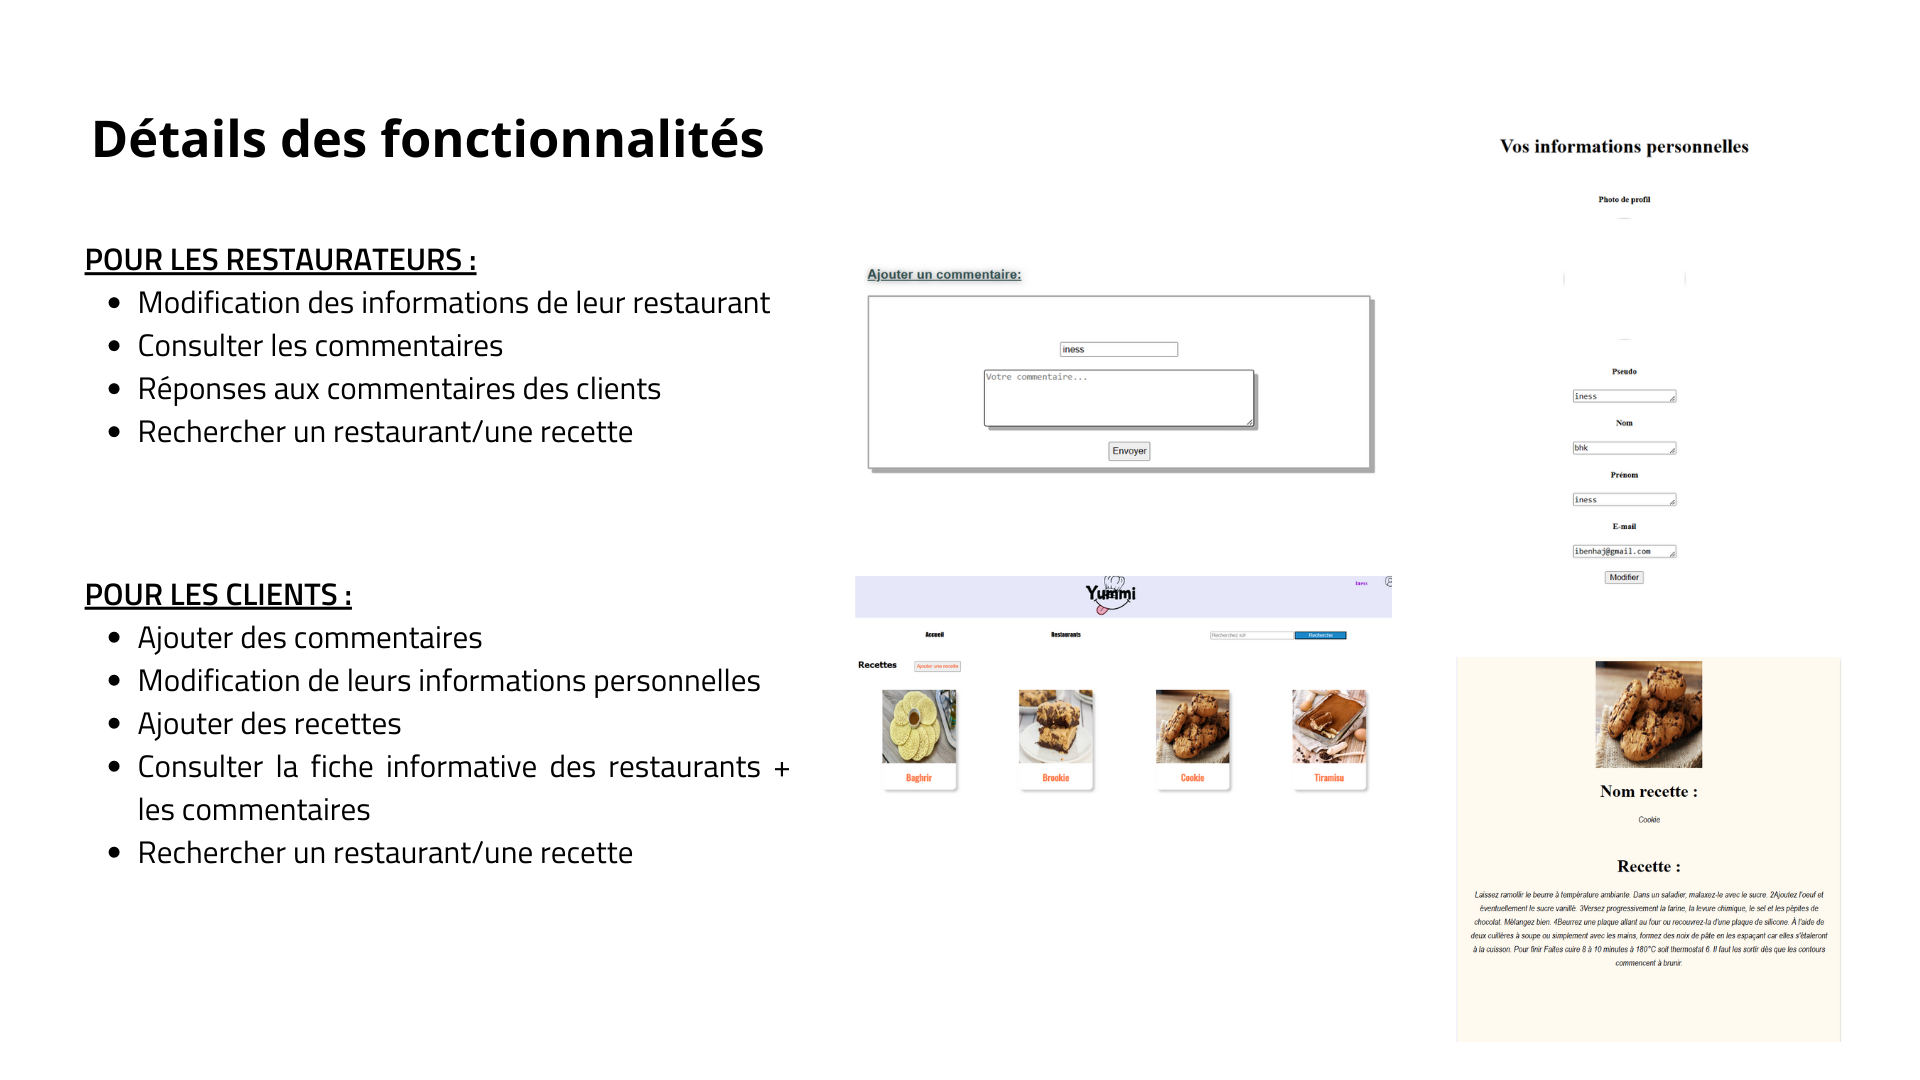 Détails des fonctionnalités
POUR LES RESTAURATEURS :
• Modification des informations de leur restaurant
• Consulter les commentaires
• Réponses aux commentaires des clients
• Rechercher un restaurant/une recette
POUR LES CLIENTS :
• Ajouter des commentaires
• Modification de leurs informations personnelles
• Ajouter des recettes
• Consulter la fiche informative des restaurants +
les commentaires
• Rechercher un restaurant/une recette
Ajouter un commentaire:
iness
Votre commentaire...
Envoyer
Yummi
iness
Accueil
Restaurants
Recherchez ici!
Rechercher
Recettes
Ajouter une recette
Baghrir
Brookie
Cookie
Tiramisu
Vos informations personnelles
Photo de profil
Pseudo
iness
Nom
bhk
Prénom
iness
E-mail
ibenhaj@gmail.com
Modifier
Nom recette :
Cookie
Recette :
Laissez ramollir le beurre à température ambiante. Dans un saladier, malaxez-le avec le sucre. 2Ajoutez l'oeuf et
éventuellement le sucre vanillé. 3Versez progressivement la farine, la levure chimique, le sel et les pépites de
chocolat. Mélangez bien. 4Beurrez une plaque allant au four ou recouvrez-la d'une plaque de silicone. À l'aide de
deux cuillères à soupe ou simplement avec les mains, formez des noix de pâte en les espaçant car elles s'étaleront
à la cuisson. Pour finir Faites cuire 8 à 10 minutes à 180°C soit thermostat 6. Il faut les sortir dès que les contours
commencent à brunir.